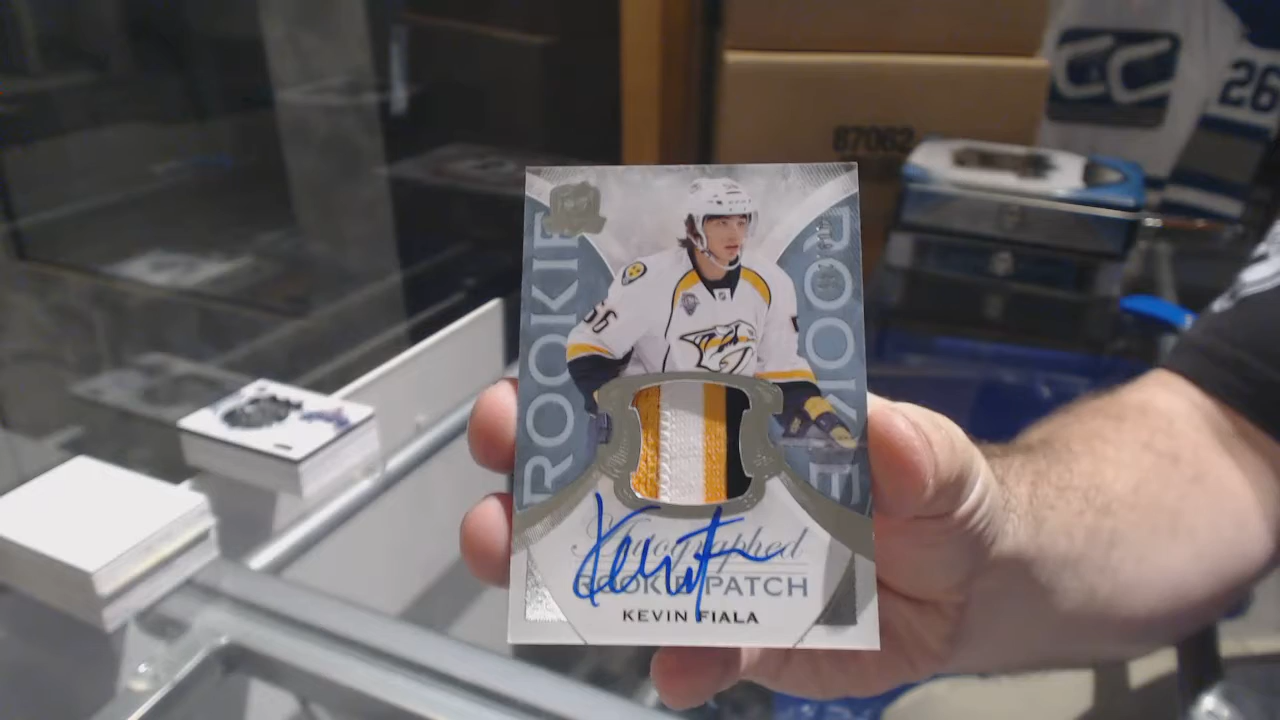 87062
26
ROOKIE
ROOKIE
56
Autographed
ROOKIE PATCH
KEVIN FIALA